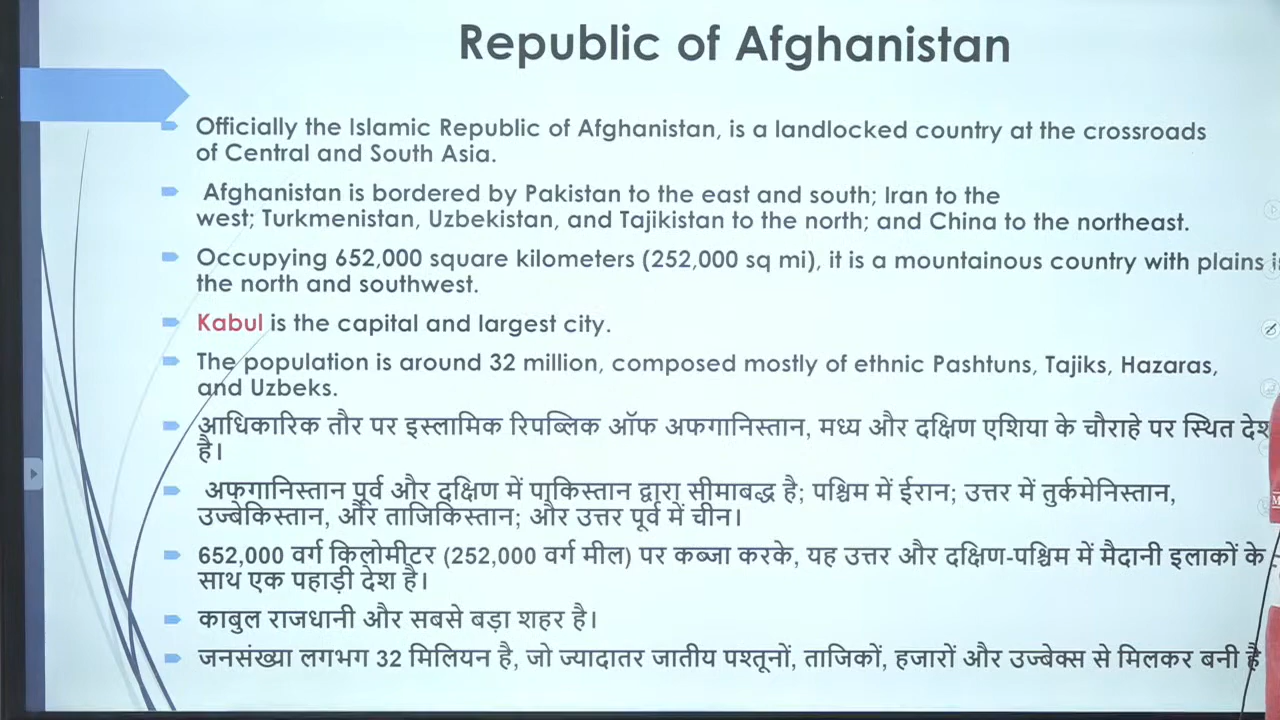 Republic of Afghanistan
Officially the Islamic Republic of Afghanistan, is a landlocked country at the crossroads
of Central and South Asia.
Afghanistan is bordered by Pakistan to the east and south; Iran to the
west; Turkmenistan, Uzbekistan, and Tajikistan to the north; and China to the northeast.
Occupying 652,000 square kilometers (252,000 sq mi), it is a mountainous country with plains
the north and southwest.
Kabul is the capital and largest city.
The population is around 32 million, composed mostly of ethnic Pashtuns, Tajiks, Hazaras,
and Uzbeks.
आधिकारिक तौर पर इस्लामिक रिपब्लिक ऑफ अफगानिस्तान, मध्य और दक्षिण एशिया के चौराहे पर स्थित देश
है।
अफगानिस्तान पूर्व और दक्षिण में पाकिस्तान द्वारा सीमाबद्ध है; पश्चिम में ईरान; उत्तर में तुर्कमेनिस्तान,
उज्बेकिस्तान, और ताजिकिस्तान; और उत्तर पूर्व में चीन।
652,000 वर्ग किलोमीटर (252,000 वर्ग मील) पर कब्जा करके, यह उत्तर और दक्षिण-पश्चिम में मैदानी इलाकों के
साथ एक पहाड़ी देश है।
काबुल राजधानी और सबसे बड़ा शहर है।
जनसंख्या लगभग 32 मिलियन है, जो ज्यादातर जातीय पश्तूनों, ताजिकों, हजारों और उज्बेक्स से मिलकर बनी है